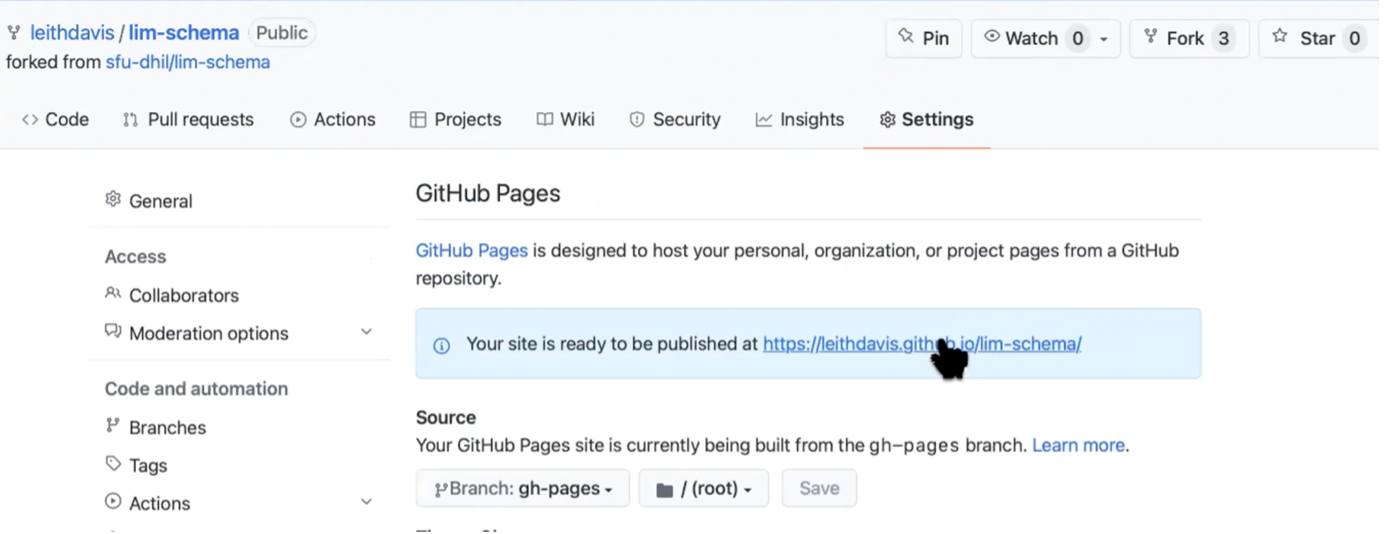 leithdavis / lim-schema Public
Pin Watch 0 Fork 3 Star 0
forked from sfu-dhil/lim-schema
Code Pull requests Actions Projects Wiki Security Insights Settings
General
Access
Collaborators
Moderation options
Code and automation
Branches
Tags
Actions
GitHub Pages
GitHub Pages is designed to host your personal, organization, or project pages from a GitHub
repository.
Your site is ready to be published at https://leithdavis.github.io/lim-schema/
Source
Your GitHub Pages site is currently being built from the gh-pages branch. Learn more.
Branch: gh-pages / (root) Save